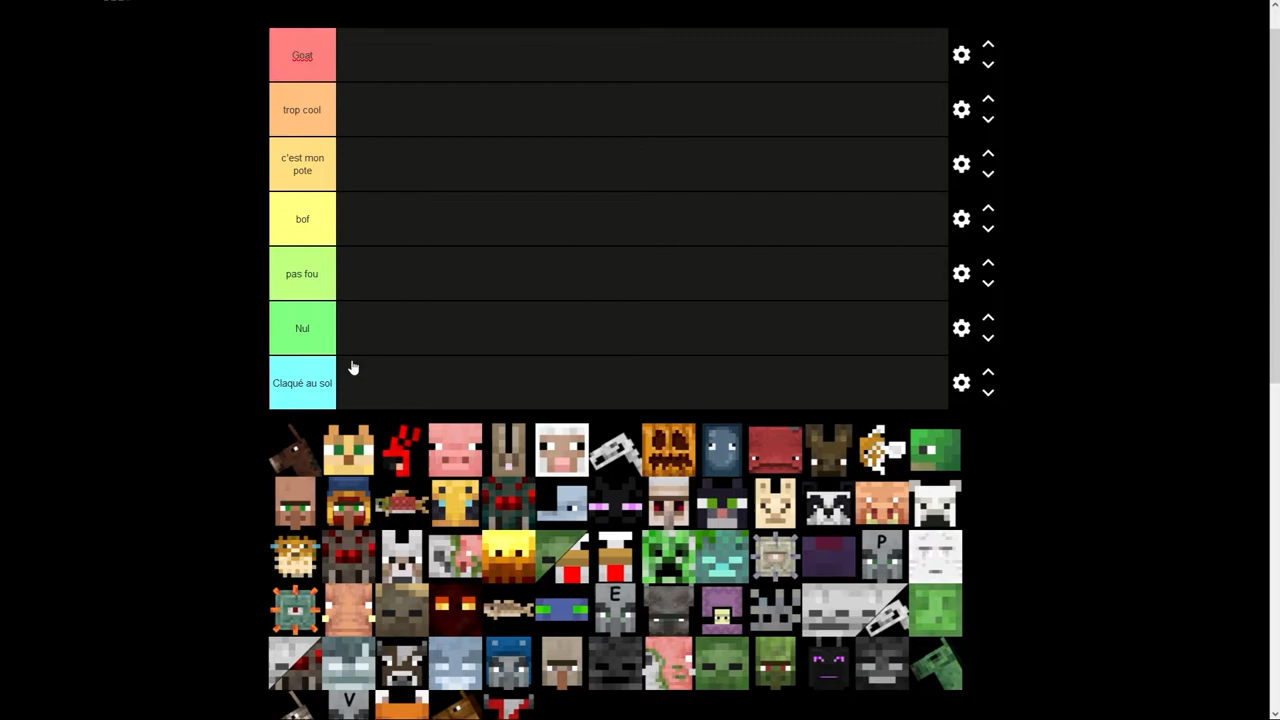 Goat
trop cool
c'est mon
pote
bof
pas fou
Nul
Claqué au sol
P
E
V